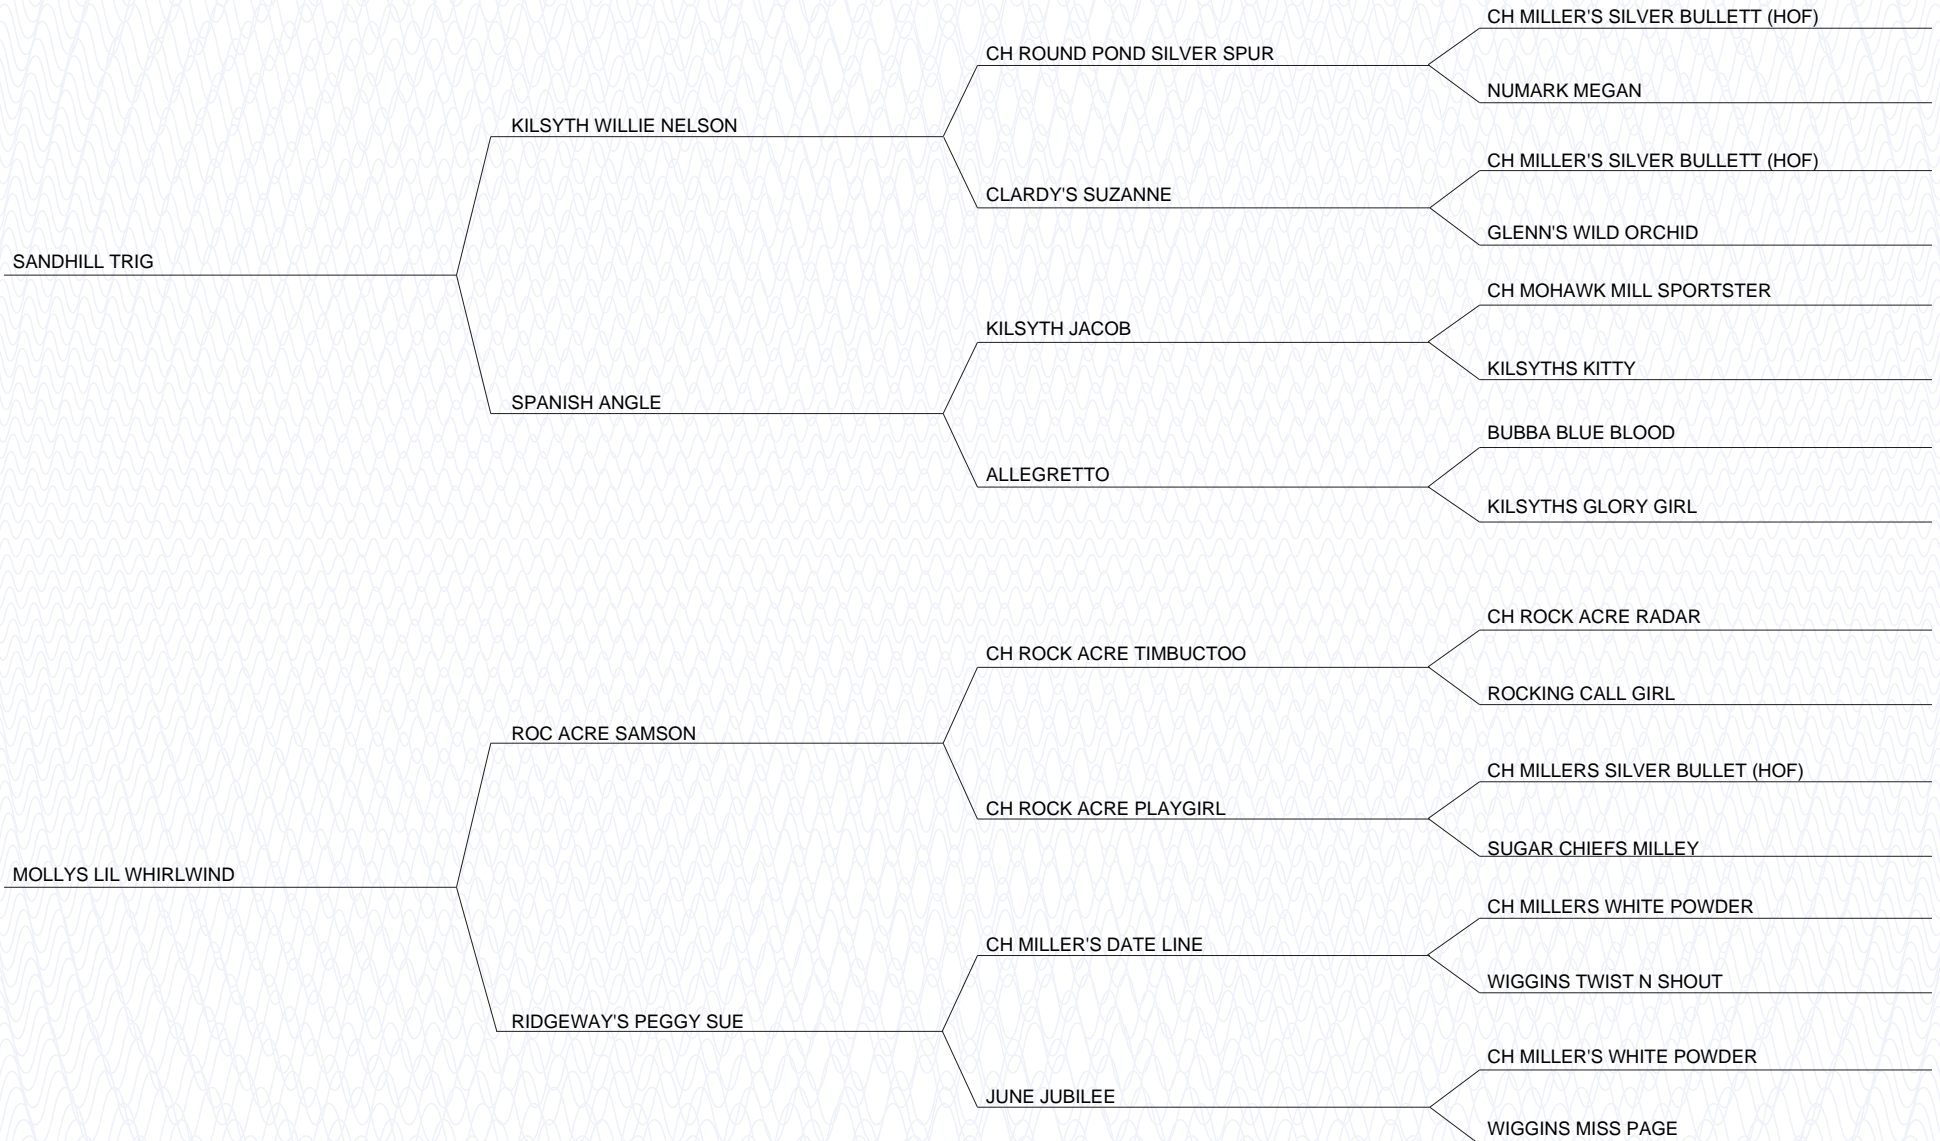 CH MILLER'S SILVER BULLETT (HOF)
CH ROUND POND SILVER SPUR
NUMARK MEGAN
KILSYTH WILLIE NELSON
CH MILLER'S SILVER BULLETT (HOF)
CLARDY'S SUZANNE
GLENN'S WILD ORCHID
SANDHILL TRIG
CH MOHAWK MILL SPORTSTER
KILSYTH JACOB
KILSYTHS KITTY
SPANISH ANGLE
BUBBA BLUE BLOOD
ALLEGRETTO
KILSYTHS GLORY GIRL
CH ROCK ACRE RADAR
CH ROCK ACRE TIMBUCTOO
ROCKING CALL GIRL
ROC ACRE SAMSON
CH MILLERS SILVER BULLET (HOF)
CH ROCK ACRE PLAYGIRL
SUGAR CHIEFS MILLEY
MOLLYS LIL WHIRLWIND
CH MILLERS WHITE POWDER
CH MILLER'S DATE LINE
WIGGINS TWIST N SHOUT
RIDGEWAY'S PEGGY SUE
CH MILLER'S WHITE POWDER
JUNE JUBILEE
WIGGINS MISS PAGE